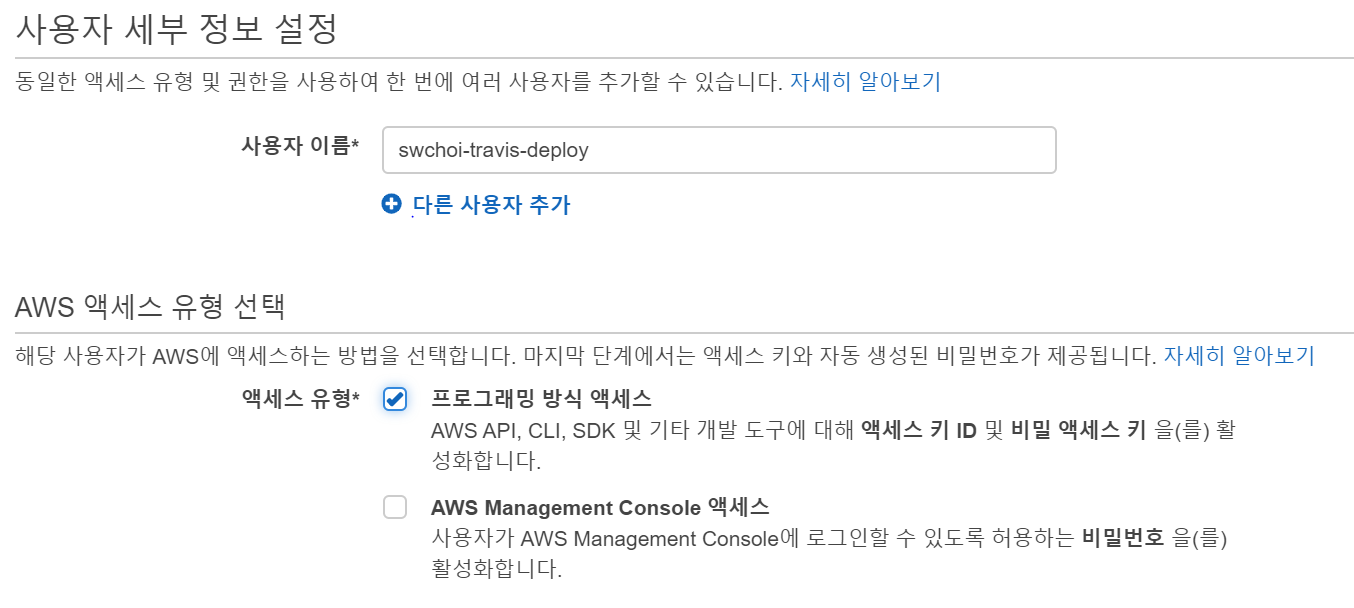 사용자 세부 정보 설정
동일한 액세스 유형 및 권한을 사용하여 한 번에 여러 사용자를 추가할 수 있습니다. 자세히 알아보기
사용자 이름* swchoi-travis-deploy
다른 사용자 추가
AWS 액세스 유형 선택
해당 사용자가 AWS에 액세스하는 방법을 선택합니다. 마지막 단계에서는 액세스 키와 자동 생성된 비밀번호가 제공됩니다. 자세히 알아보기
액세스 유형* 프로그래밍 방식 액세스
AWS API, CLI, SDK 및 기타 개발 도구에 대해 액세스 키 ID 및 비밀 액세스 키 을(를) 활
성화합니다.
AWS Management Console 액세스
사용자가 AWS Management Console에 로그인할 수 있도록 허용하는 비밀번호 을(를)
활성화합니다.